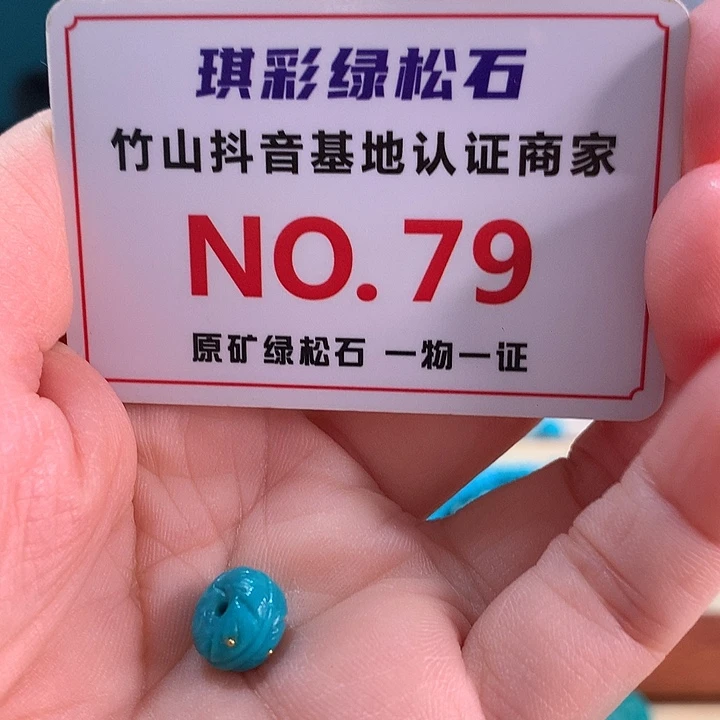 琪彩绿松石
竹山抖音基地认证商家
NO.79
原矿绿松石 一物一证